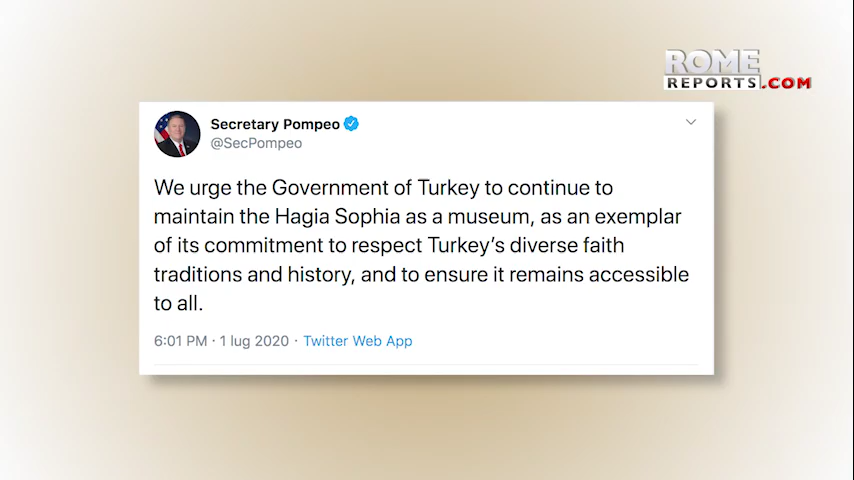 ROME
REPORTS.COM
Secretary Pompeo
@SecPompeo
We urge the Government of Turkey to continue to
maintain the Hagia Sophia as a museum, as an exemplar
of its commitment to respect Turkey’s diverse faith
traditions and history, and to ensure it remains accessible
to all.
6:01 PM · 1 lug 2020 · Twitter Web App